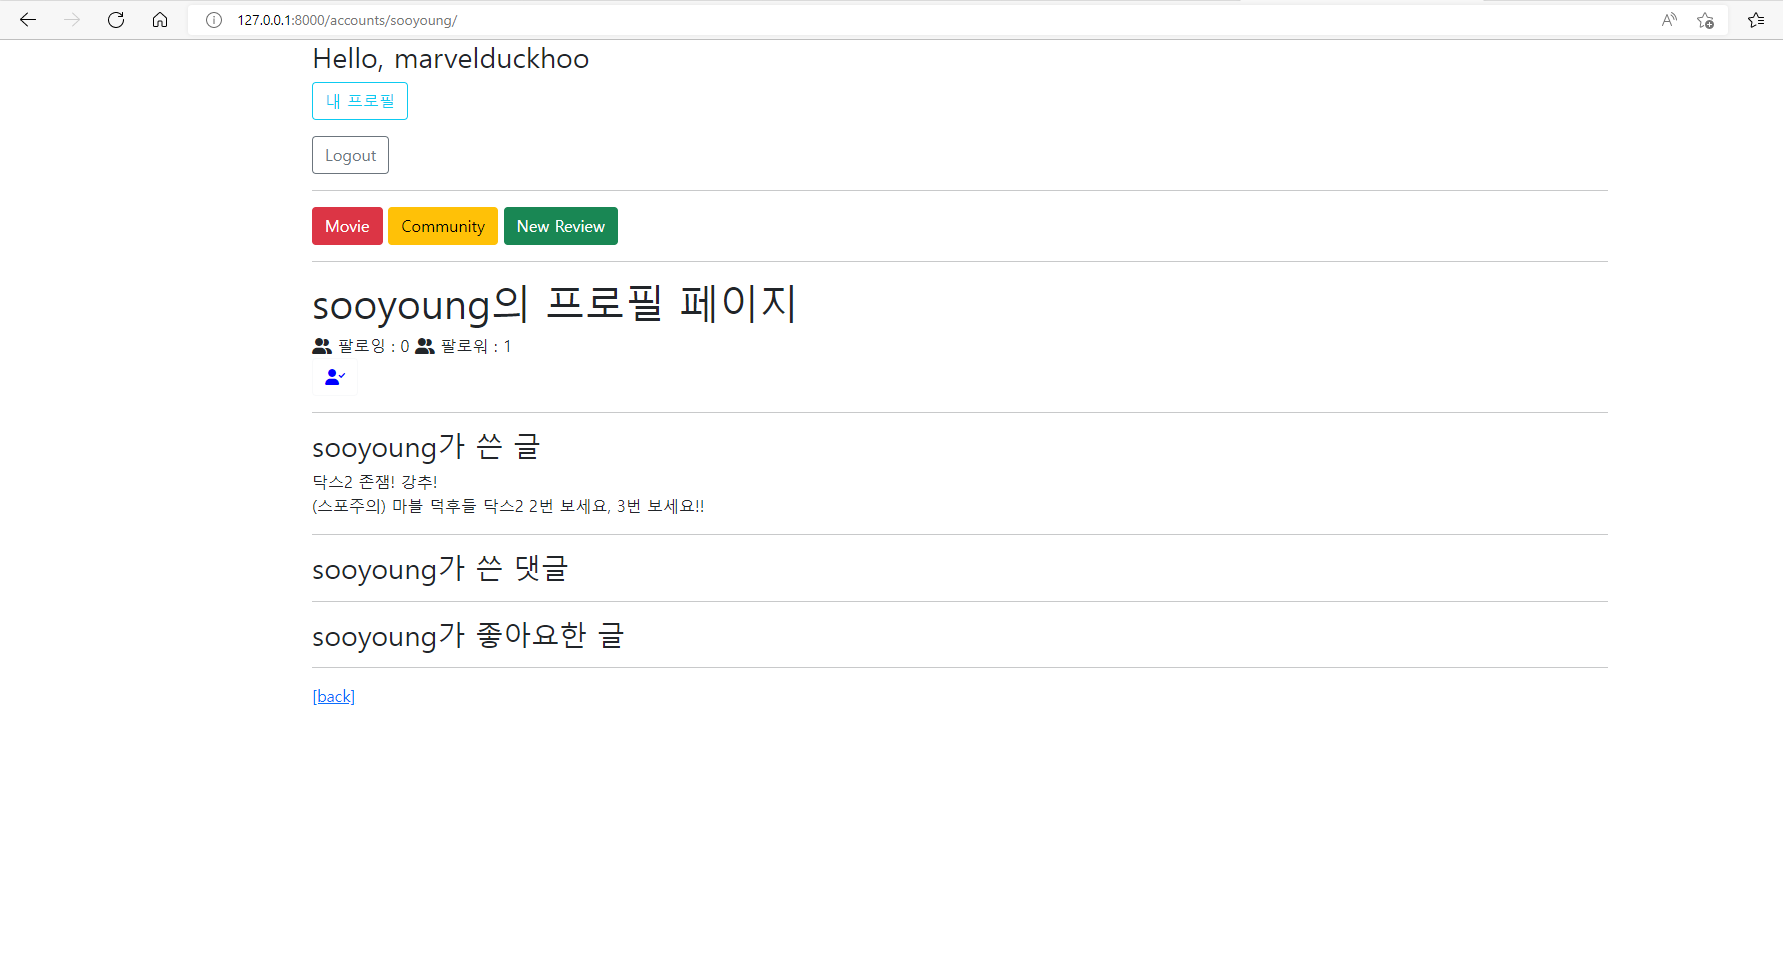 127.0.0.1:8000/accounts/sooyoung/
Hello, marvelduckhoo
내 프로필
Logout
Movie Community New Review
sooyoung의 프로필 페이지
팔로잉 : 0 팔로워 : 1
sooyoung가 쓴 글
닥스2 존잼! 강추!
(스포주의) 마블 덕후들 닥스2 2번 보세요, 3번 보세요!!
sooyoung가 쓴 댓글
sooyoung가 좋아요한 글
[back]